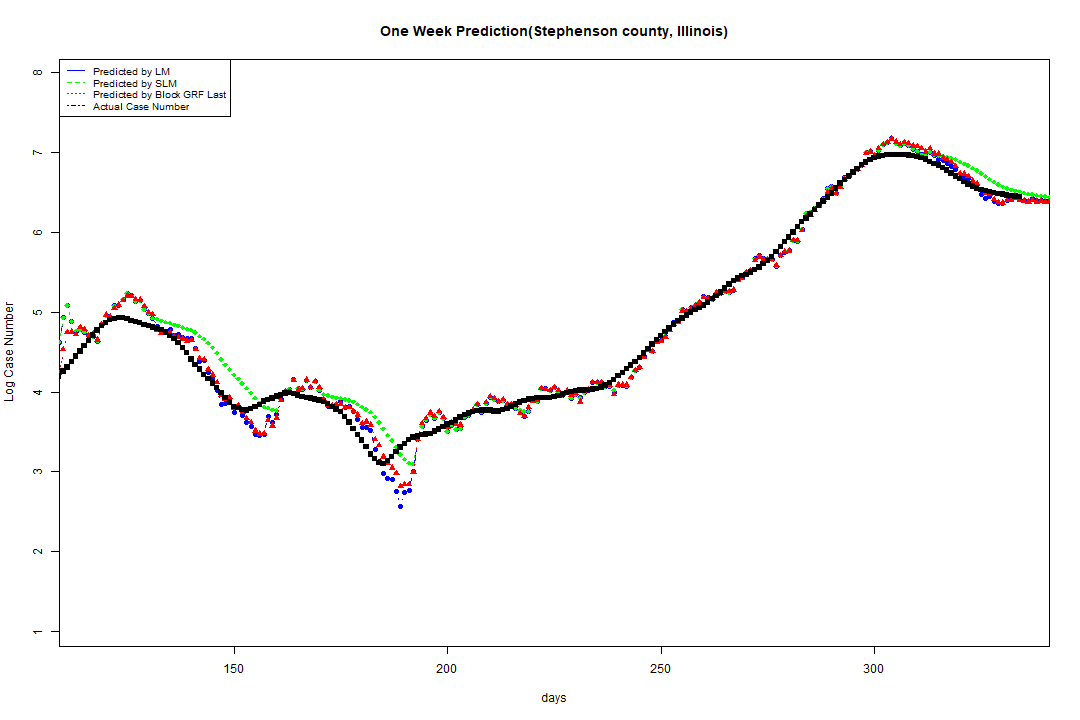 One Week Prediction(Stephenson county, Illinois)
Predicted by LM
Predicted by SLM
Predicted by Block GRF Last
Actual Case Number
8
7
6
5
4
3
2
1
Log Case Number
150
200
250
300
days